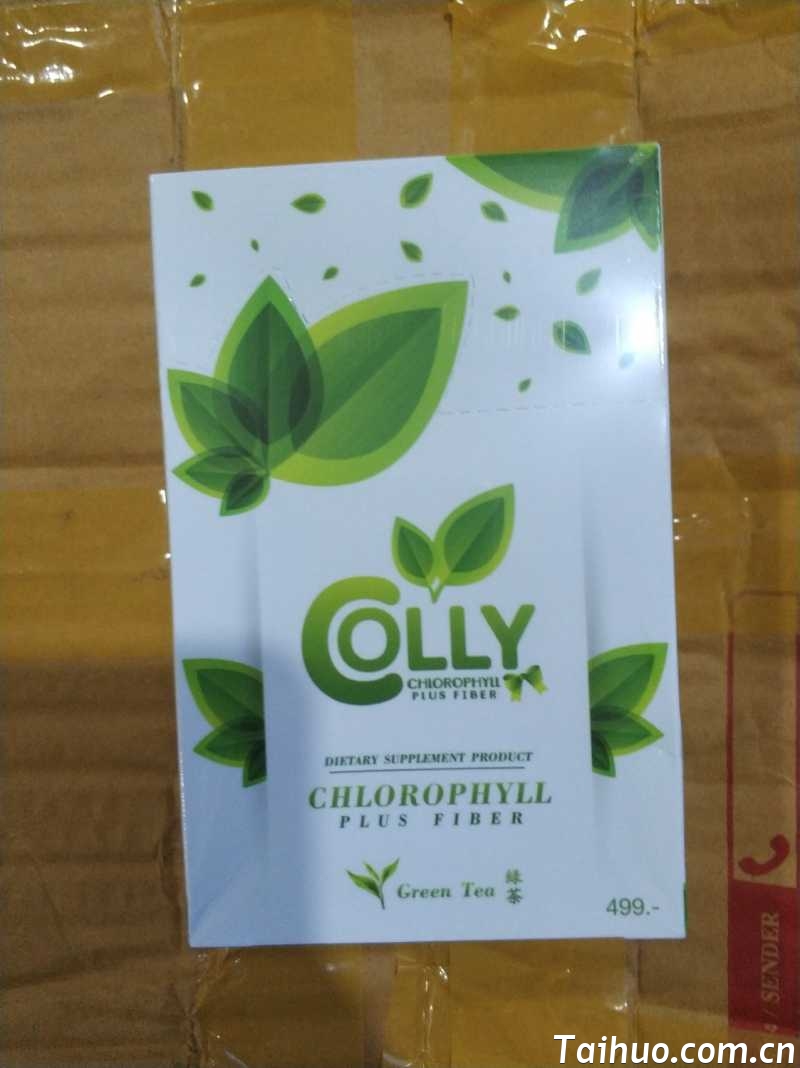 COLLY
CHLOROPHYLL
PLUS FIBER
DIETARY SUPPLEMENT PRODUCT
CHLOROPHYLL
PLUS FIBER
Green Tea 綠茶
499.-
/ SENDER
Taihuo.com.cn